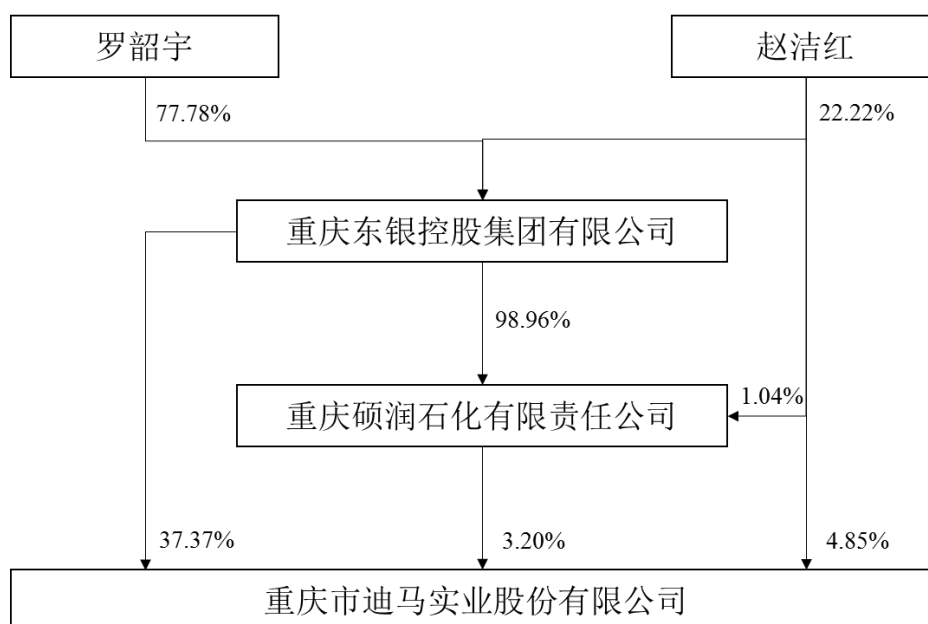 罗韶宇
赵洁红
77.78%
22.22%
重庆东银控股集团有限公司
98.96%
重庆硕润石化有限责任公司
1.04%
37.37%
3.20%
4.85%
重庆市迪马实业股份有限公司